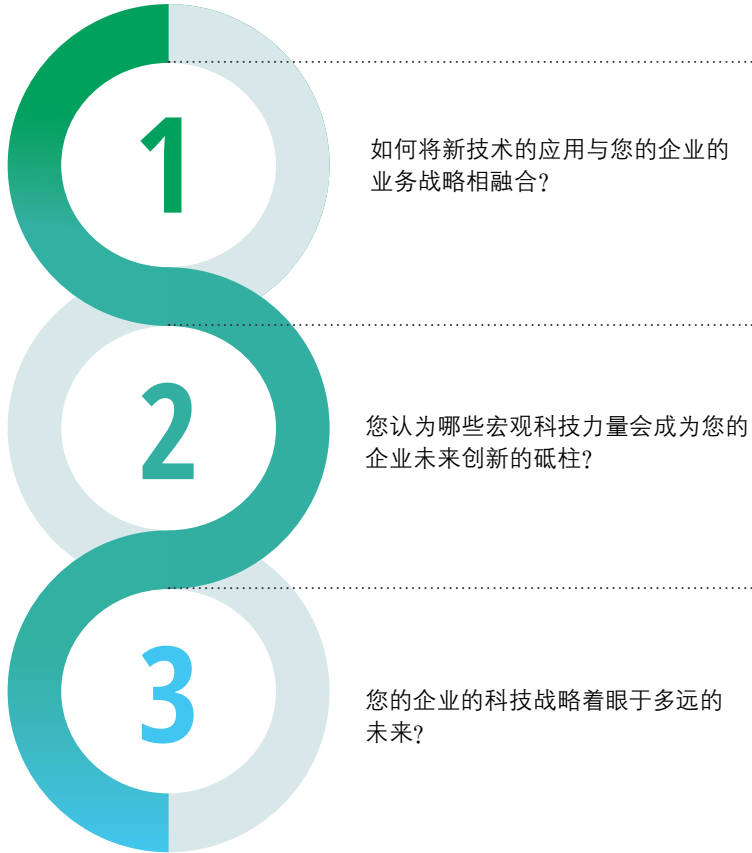 1
如何将新技术的应用与您的企业的
业务战略相融合？
2
您认为哪些宏观科技力量会成为您的
企业未来创新的砥柱？
3
您的企业的科技战略着眼于多远的
未来？